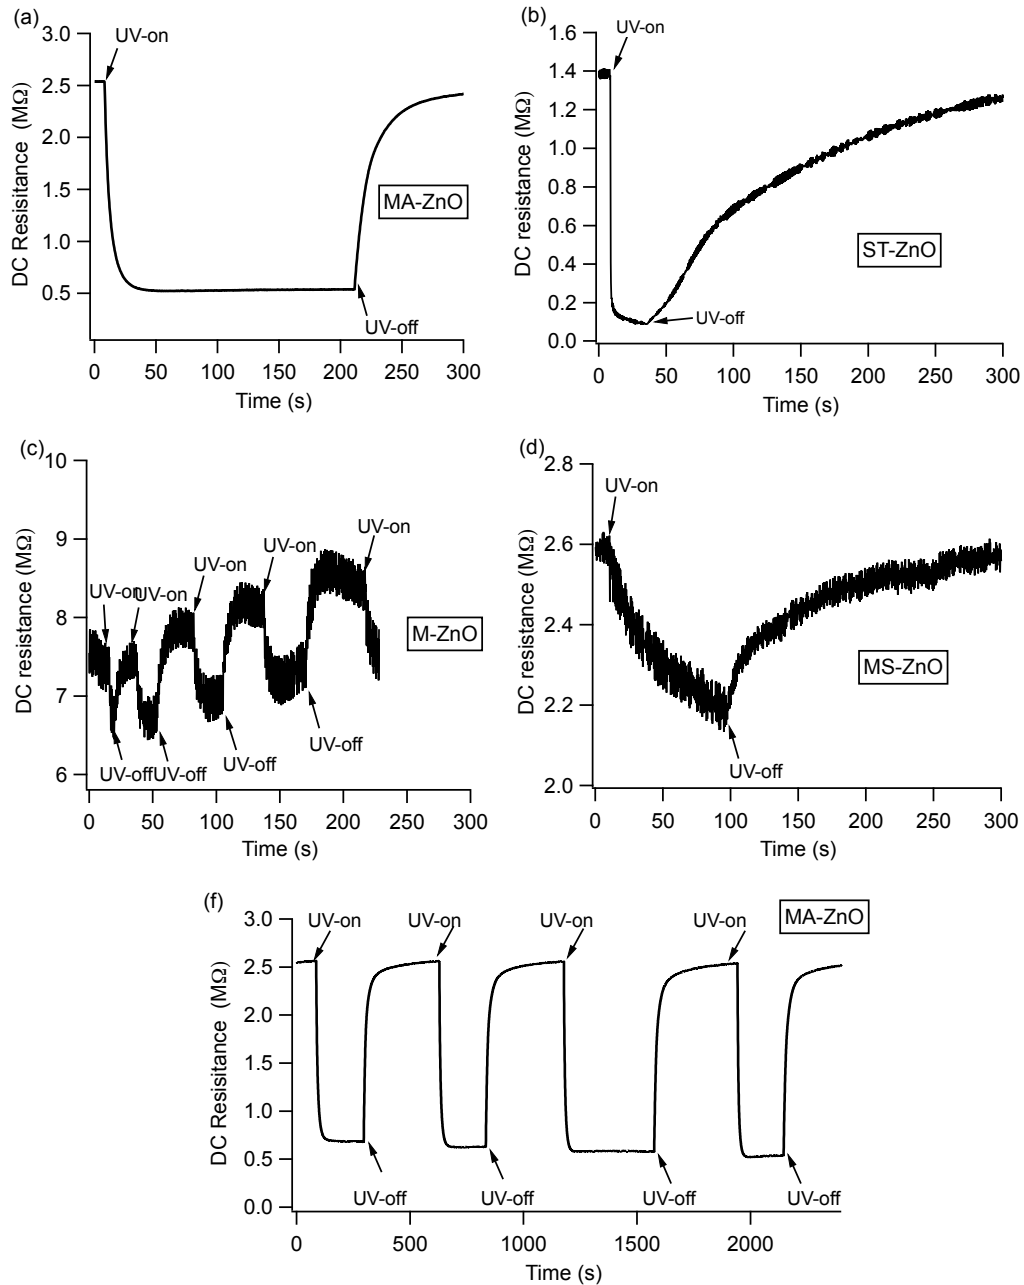 (a)
3.0
2.5
2.0
1.5
1.0
0.5
DC Resisitance (MΩ)
UV-on
MA-ZnO
UV-off
0 50 100 150 200 250 300
Time (s)
(b)
1.6
1.4
1.2
1.0
0.8
0.6
0.4
0.2
0.0
DC resistance (MΩ)
UV-on
ST-ZnO
UV-off
0 50 100 150 200 250 300
Time (s)
(c)
10
9
8
7
6
DC resistance (MΩ)
UV-on
UV-on
UV-on
UV-on
UV-on
M-ZnO
UV-off
UV-off
UV-off
UV-off
0 50 100 150 200 250 300
Time (s)
(d)
2.8
2.6
2.4
2.2
2.0
DC resistance (MΩ)
UV-on
MS-ZnO
UV-off
0 50 100 150 200 250 300
Time (s)
(f)
3.0
2.5
2.0
1.5
1.0
0.5
0.0
DC Resisitance (MΩ)
UV-on UV-on UV-on UV-on
MA-ZnO
UV-off UV-off UV-off UV-off
0 500 1000 1500 2000
Time (s)